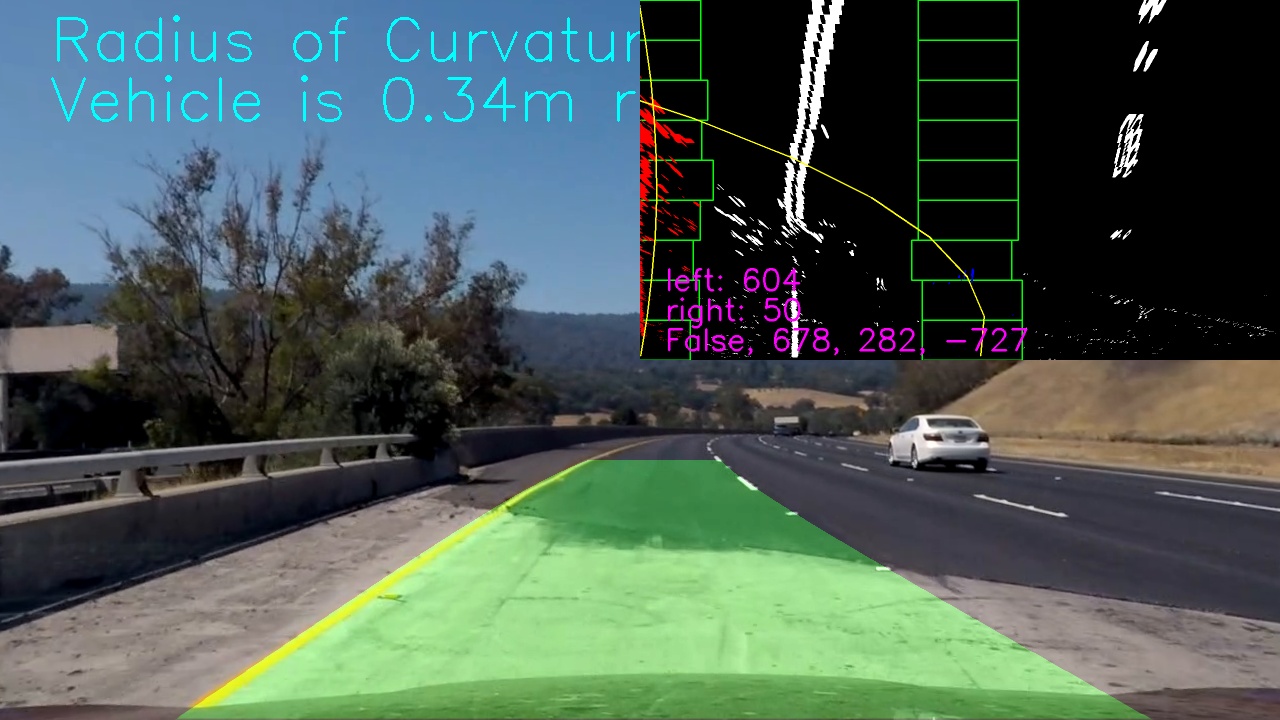 Radius of Curvatur
Vehicle is 0.34m r
left: 604
right: 50
False, 678, 282, -727